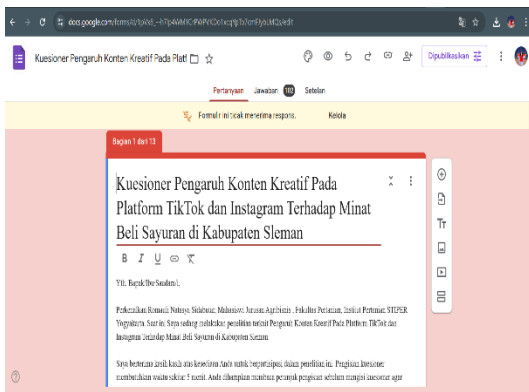 docs.google.com/forms/d/
Kuesioner Pengaruh Konten Kreatif Pada Platf
Dipublikasikan
Pertanyaan Jawaban 102 Setelan
Formulir ini tidak menerima respons. Kelola
Bagian 1 dari 13
Kuesioner Pengaruh Konten Kreatif Pada
Platform TikTok dan Instagram Terhadap Minat
Beli Sayuran di Kabupaten Sleman
B I U
Tт
Yth. Bapak/Ibu/Saudara/i,
Perkenalkan Romauli Sidabutar, Mahasiswi Jurusan Agribisnis , Fakultas Pertanian, Institut Pertanian STIPER
Yogyakarta. Saat ini Saya sedang melakukan penelitian terkait Pengaruh Konten Kreatif Pada Platform TikTok dan
Instagram Terhadap Minat Beli Sayuran di Kabupaten Sleman.
Saya berterima kasih atas kesediaan Anda untuk berpartisipasi dalam penelitian ini. Pengisian kuesioner
membutuhkan waktu sekitar 5 menit. Anda diharapkan membaca petunjuk pengisian sebelum mengisi kuesioner agar